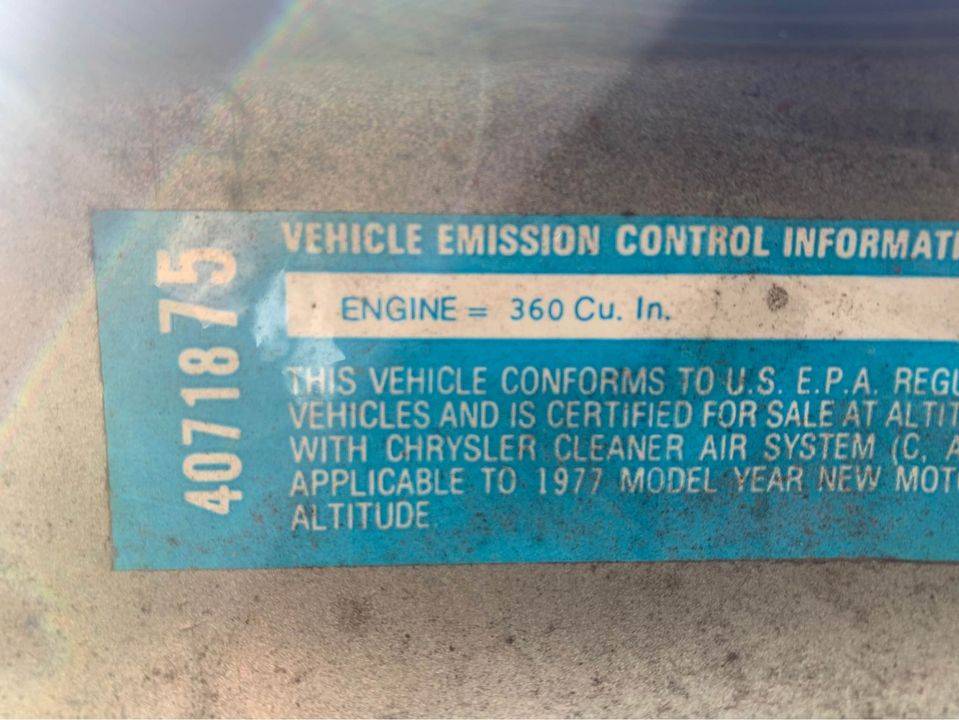 4071875
VEHICLE EMISSION CONTROL INFORMATI
ENGINE = 360 Cu. In.
THIS VEHICLE CONFORMS TO U.S. E.P.A. REGU
VEHICLES AND IS CERTIFIED FOR SALE AT ALTIT
WITH CHRYSLER CLEANER AIR SYSTEM (C. A
APPLICABLE TO 1977 MODEL YEAR NEW MOT
ALTITUDE